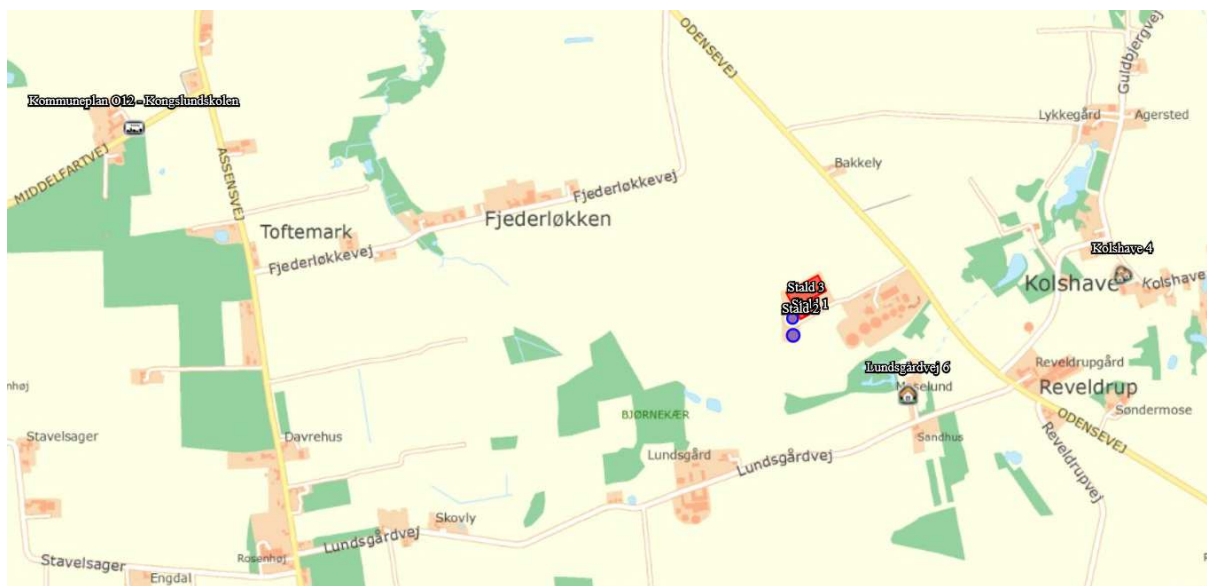 ODENSEVEJ
Guldbjergvej
Kommuneplan O12 - Kongslundskolen
Lykkegård
Agersted
MIDDELFARTVEJ
ASSENSVEJ
Bakkely
Fjederløkkevej
Fjederløkken
Toftemark
Fjederløkkevej
Kolshave 4
Kolshave
Kolshave
Stald 3
Stald 2
Lundsgårdvej 6
Reveldrupgård
Moselund
Reveldrup
nhøj
Søndermose
BJØRNEKÆR
ODENSEVEJ
Stavelsager
Davrehus
Sandhus
Reveldrupvej
Lundsgård
Lundsgårdvej
Skovly
Lundsgårdvej
Rosenhøj
Stavelsager
Engdal